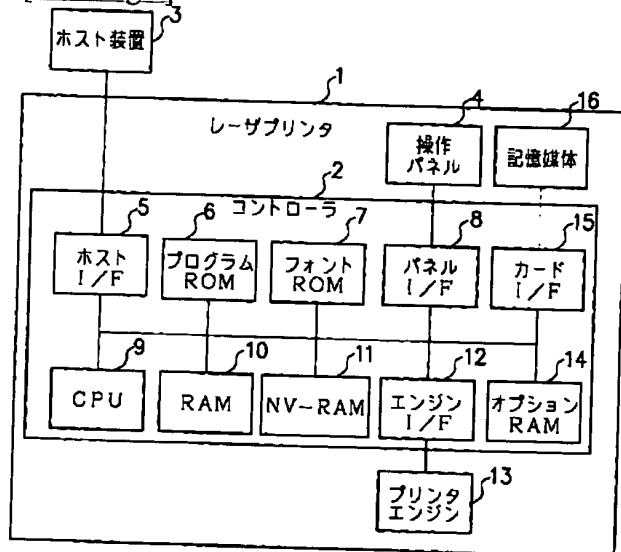 3
ホスト装置
1
レーザプリンタ
4
操作
パネル
16
記憶媒体
2
コントローラ
5
ホスト
I/F
6
プログラム
ROM
7
フォント
ROM
8
パネル
I/F
15
カード
I/F
9
CPU
10
RAM
11
NV-RAM
12
エンジン
I/F
14
オプション
RAM
13
プリンタ
エンジン